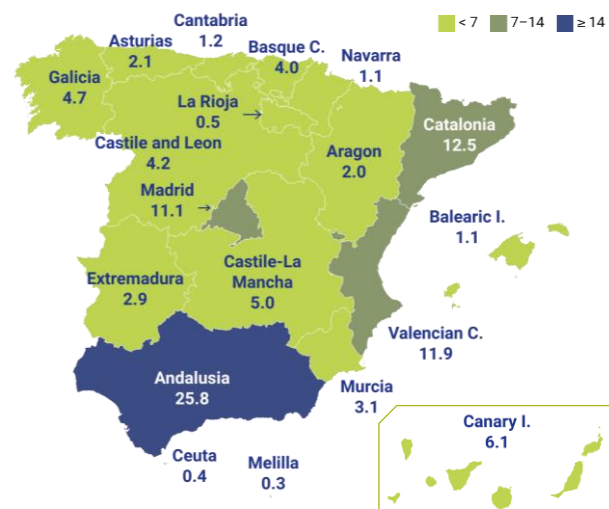 < 7
7–14
≥ 14
Cantabria
1.2
Asturias
2.1
Basque C.
4.0
Navarra
1.1
Galicia
4.7
La Rioja
0.5
Catalonia
12.5
Castile and Leon
4.2
Aragon
2.0
Madrid
11.1
Balearic I.
1.1
Extremadura
2.9
Castile-La
Mancha
5.0
Valencian C.
11.9
Andalusia
25.8
Murcia
3.1
Canary I.
6.1
Ceuta
0.4
Melilla
0.3